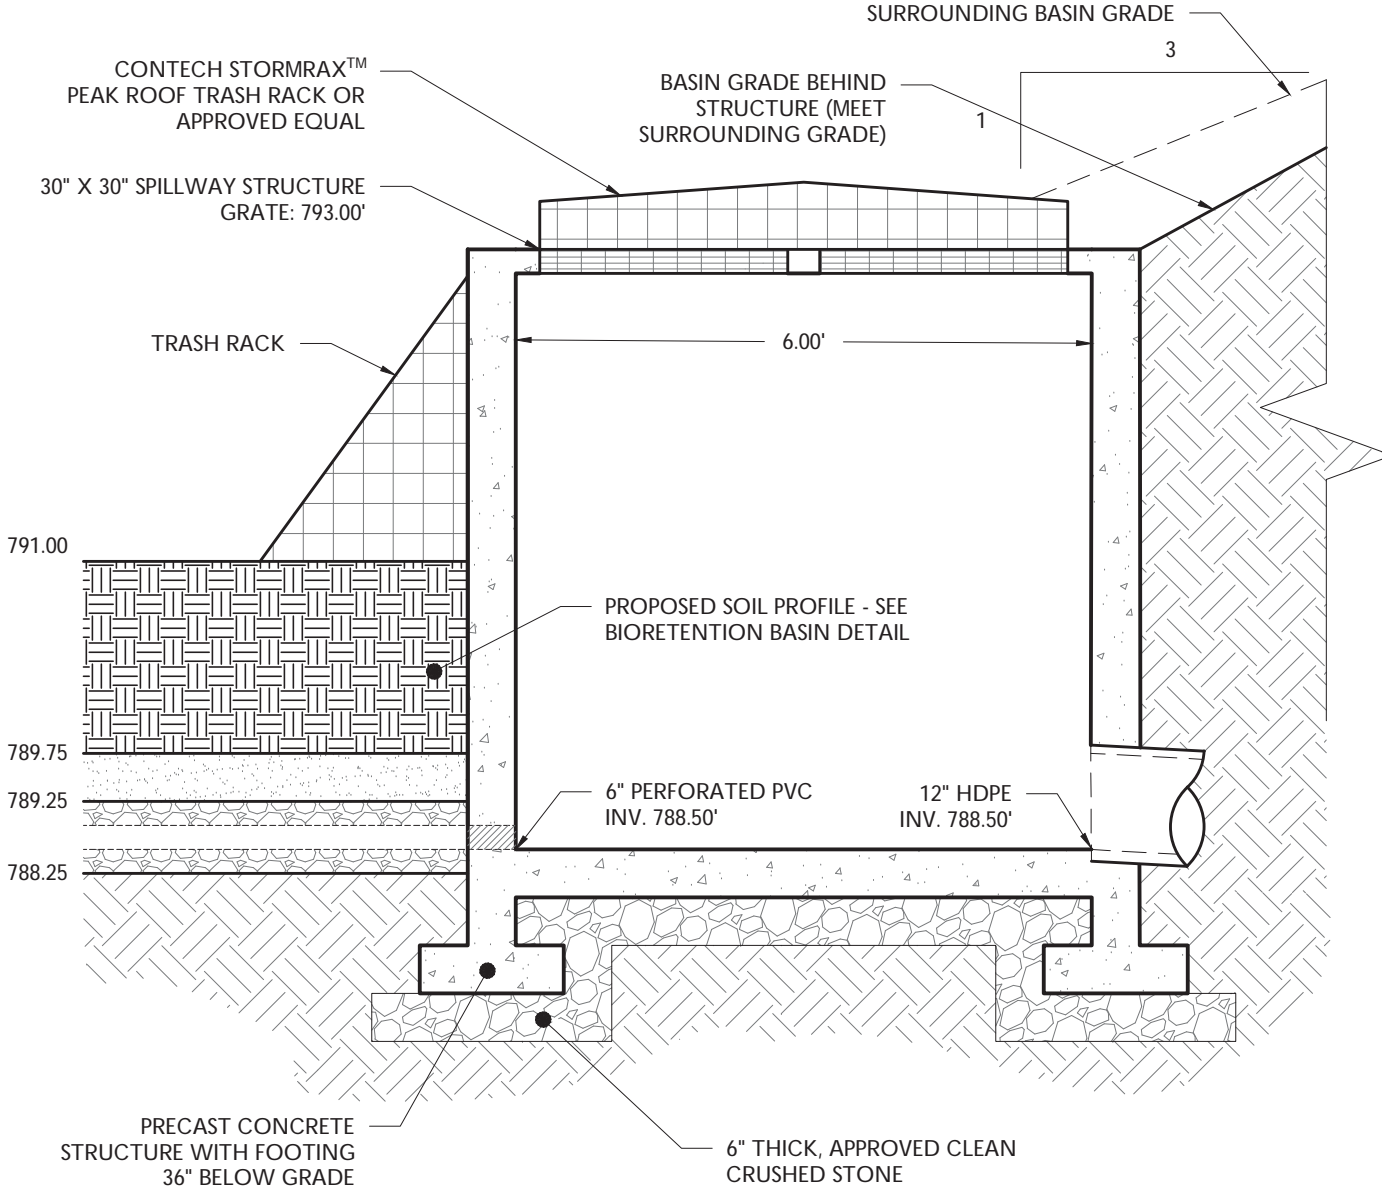 SURROUNDING BASIN GRADE
3
CONTECH STORMRAX™
PEAK ROOF TRASH RACK OR
APPROVED EQUAL
BASIN GRADE BEHIND
STRUCTURE (MEET
SURROUNDING GRADE)
1
30" X 30" SPILLWAY STRUCTURE
GRATE: 793.00'
TRASH RACK
6.00'
791.00
PROPOSED SOIL PROFILE - SEE
BIORETENTION BASIN DETAIL
789.75
789.25
788.25
6" PERFORATED PVC
INV. 788.50'
12" HDPE
INV. 788.50'
PRECAST CONCRETE
STRUCTURE WITH FOOTING
36" BELOW GRADE
6" THICK, APPROVED CLEAN
CRUSHED STONE